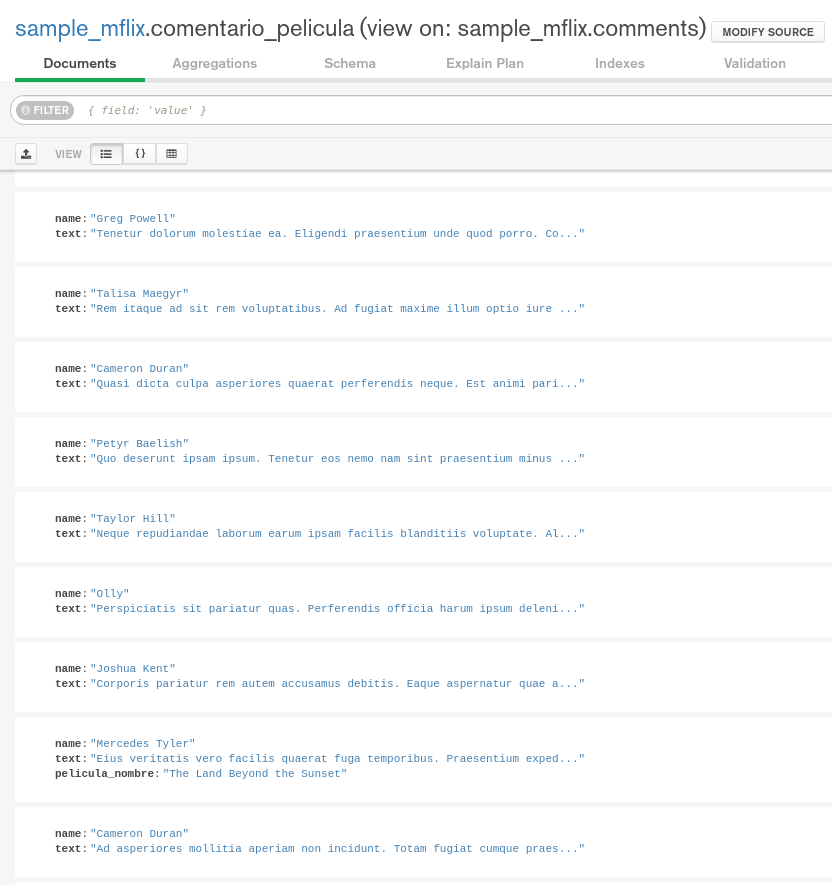 sample_mflix.comentario_pelicula (view on: sample_mflix.comments) MODIFY SOURCE
Documents Aggregations Schema Explain Plan Indexes Validation
FILTER { field: 'value' }
VIEW { }
name: "Greg Powell"
text: "Tenetur dolorum molestiae ea. Eligendi praesentium unde quod porro. Co..."
name: "Talisa Maegyr"
text: "Rem itaque ad sit rem voluptatibus. Ad fugiat maxime illum optio iure ..."
name: "Cameron Duran"
text: "Quasi dicta culpa asperiores quaerat perferendis neque. Est animi pari..."
name: "Petyr Baelish"
text: "Quo deserunt ipsam ipsum. Tenetur eos nemo nam sint praesentium minus ..."
name: "Taylor Hill"
text: "Neque repudiandae laborum earum ipsam facilis blanditiis voluptate. Al..."
name: "Olly"
text: "Perspiciatis sit pariatur quas. Perferendis officia harum ipsum deleni..."
name: "Joshua Kent"
text: "Corporis pariatur rem autem accusamus debitis. Eaque aspernatur quae a..."
name: "Mercedes Tyler"
text: "Eius veritatis vero facilis quaerat fuga temporibus. Praesentium exped..."
pelicula_nombre: "The Land Beyond the Sunset"
name: "Cameron Duran"
text: "Ad asperiores mollitia aperiam non incidunt. Totam fugiat cumque praes..."